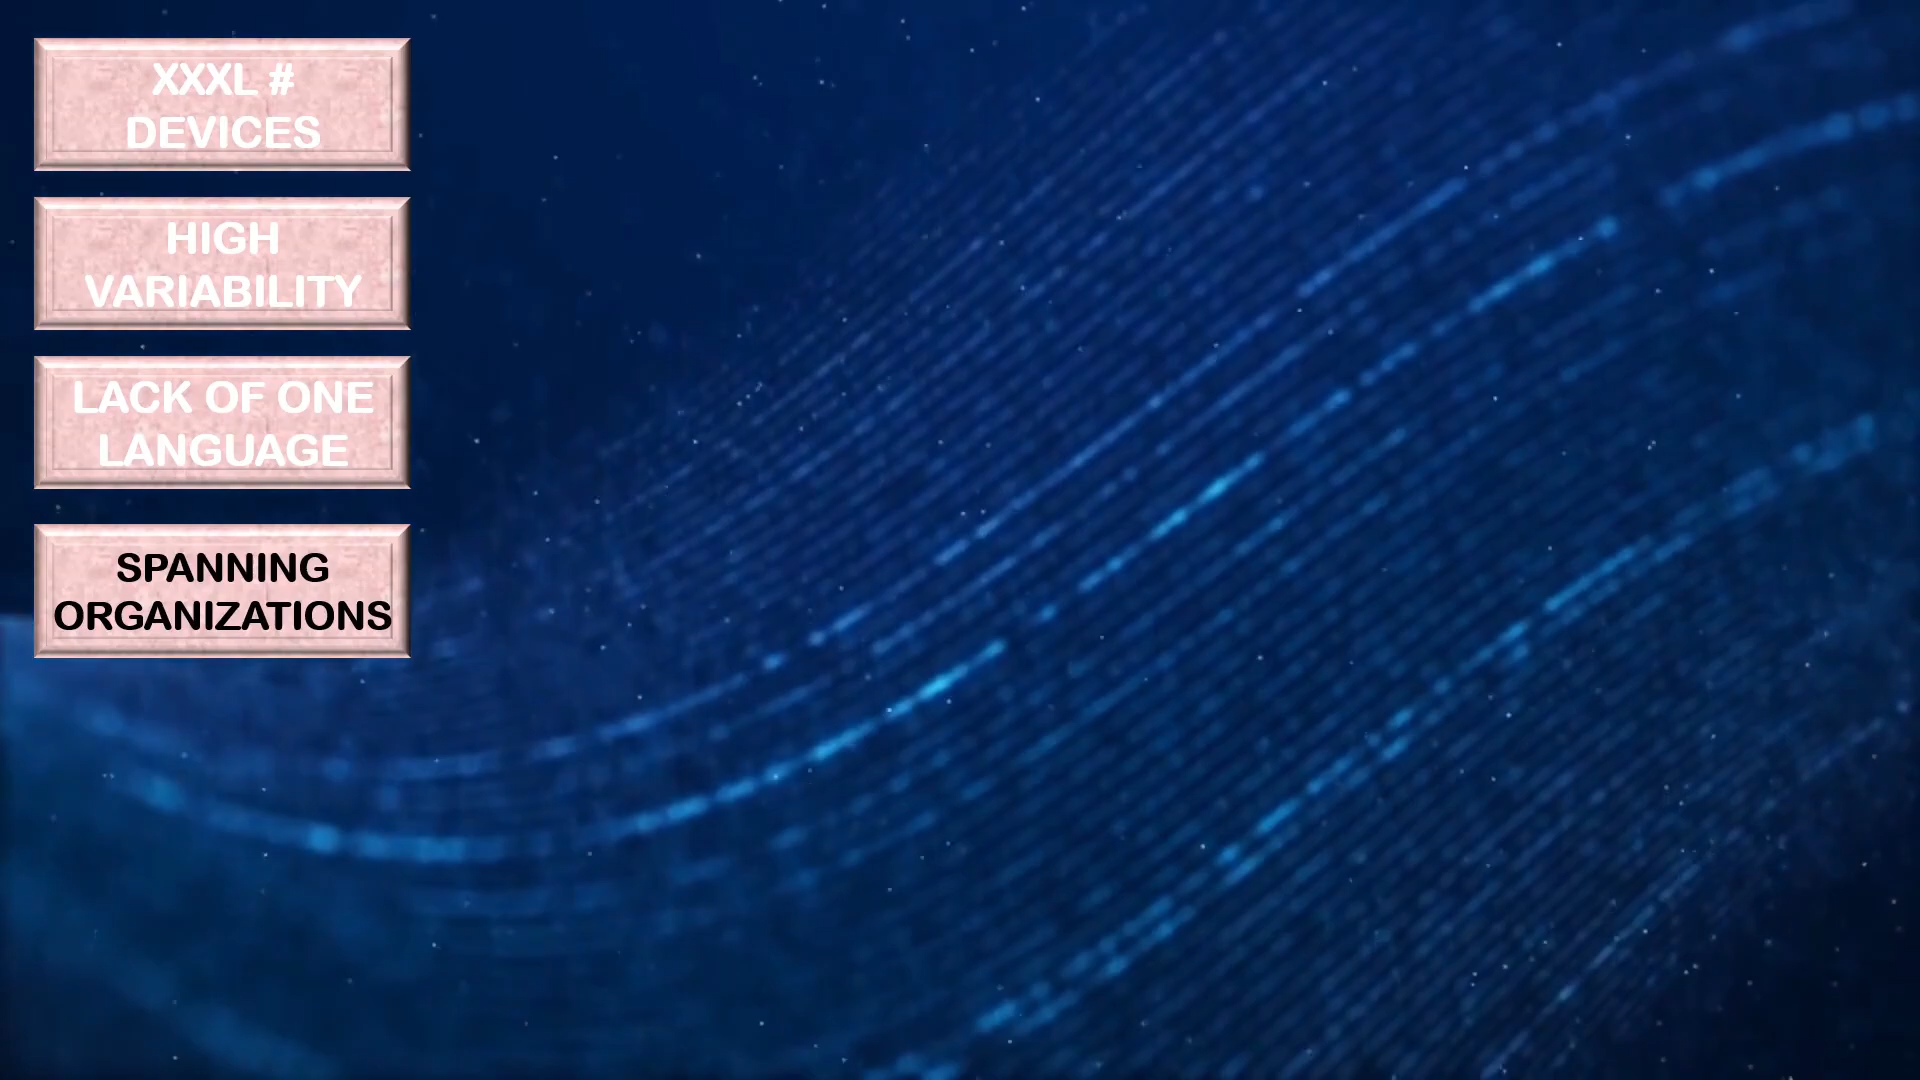 XXXL #
DEVICES
HIGH
VARIABILITY
LACK OF ONE
LANGUAGE
SPANNING
ORGANIZATIONS